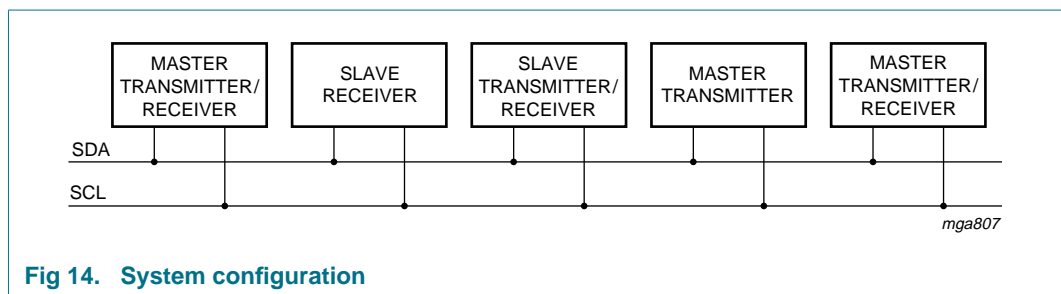 MASTER
TRANSMITTER/
RECEIVER
SLAVE
RECEIVER
SLAVE
TRANSMITTER/
RECEIVER
MASTER
TRANSMITTER
MASTER
TRANSMITTER/
RECEIVER
SDA
SCL
mga807
Fig 14. System configuration